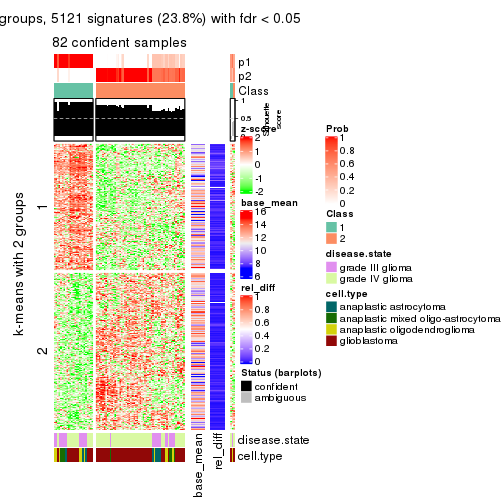 groups, 5121 signatures (23.8%) with fdr < 0.05
82 confident samples
p1
p2
Class
1
0.5
0
Silhouette
score
z-score
2
1
0
-1
-2
base_mean
16
14
12
10
8
6
rel_diff
1
0.8
0.6
0.4
0.2
0
Status (barplots)
confident
ambiguous
Prob
1
0.8
0.6
0.4
0.2
0
Class
1
2
disease.state
grade III glioma
grade IV glioma
cell.type
anaplastic astrocytoma
anaplastic mixed oligo-astrocytoma
anaplastic oligodendroglioma
glioblastoma
k-means with 2 groups
1
2
disease.state
cell.type
base_mean
rel_diff